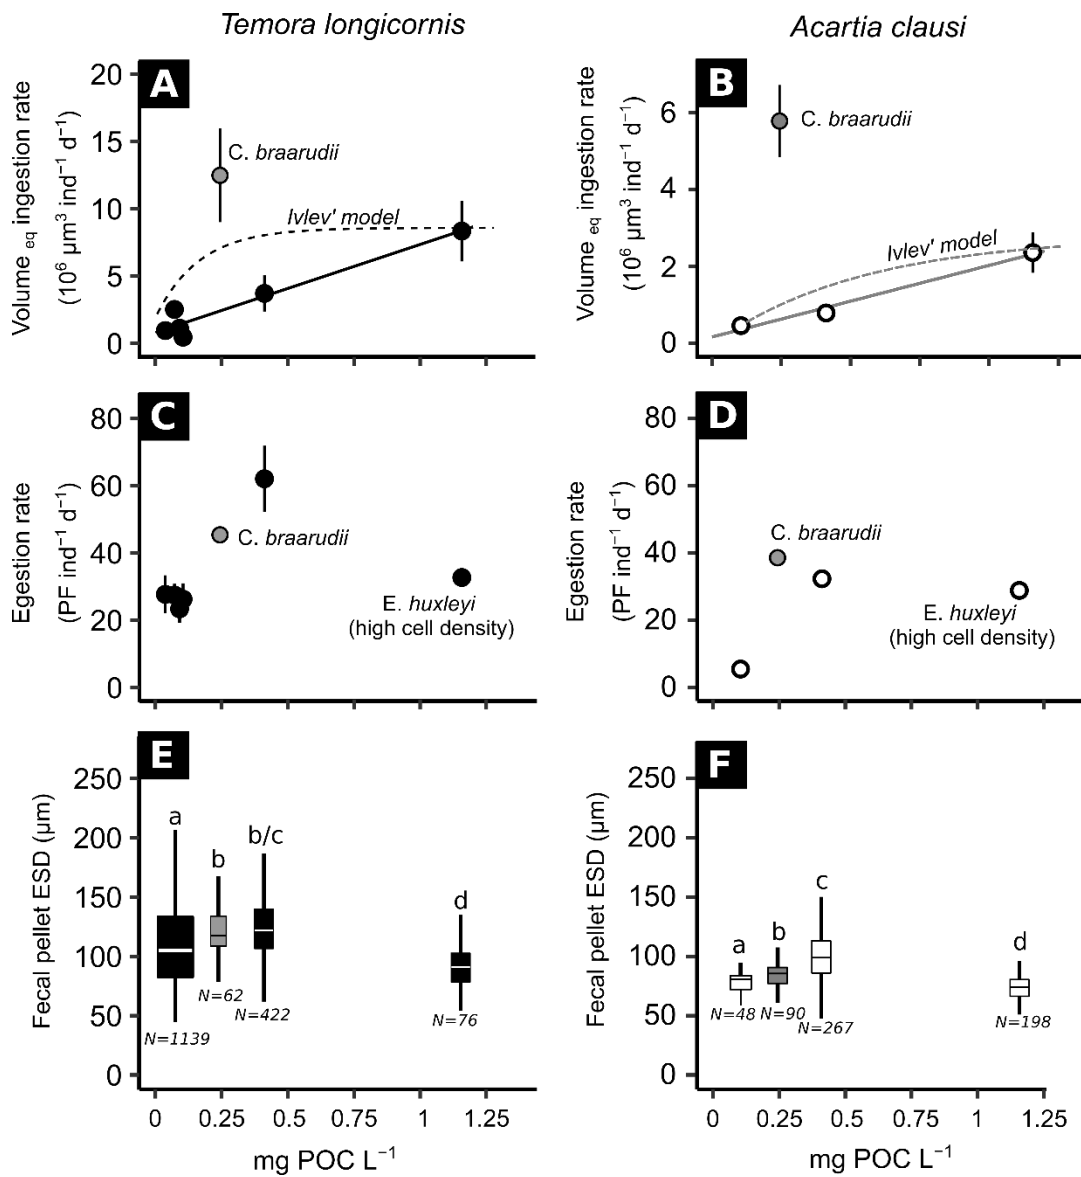 Temora longicornis
Acartia clausi
A
Volume eq ingestion rate
(10⁶ µm³ ind⁻¹ d⁻¹)
20
15
10
5
0
C. braarudii
Ivlev' model
B
Volume eq ingestion rate
(10⁶ µm³ ind⁻¹ d⁻¹)
6
4
2
0
C. braarudii
Ivlev' model
C
Egestion rate
(PF ind⁻¹ d⁻¹)
80
60
40
20
0
C. braarudii
E. huxleyi
(high cell density)
D
Egestion rate
(PF ind⁻¹ d⁻¹)
80
60
40
20
0
C. braarudii
E. huxleyi
(high cell density)
E
Fecal pellet ESD (µm)
250
200
150
100
50
0
a
b
b/c
d
N=1139
N=62
N=422
N=76
0 0.25 0.5 0.75 1 1.25
mg POC L⁻¹
F
Fecal pellet ESD (µm)
250
200
150
100
50
0
a
b
c
d
N=48
N=90
N=267
N=198
0 0.25 0.5 0.75 1 1.25
mg POC L⁻¹